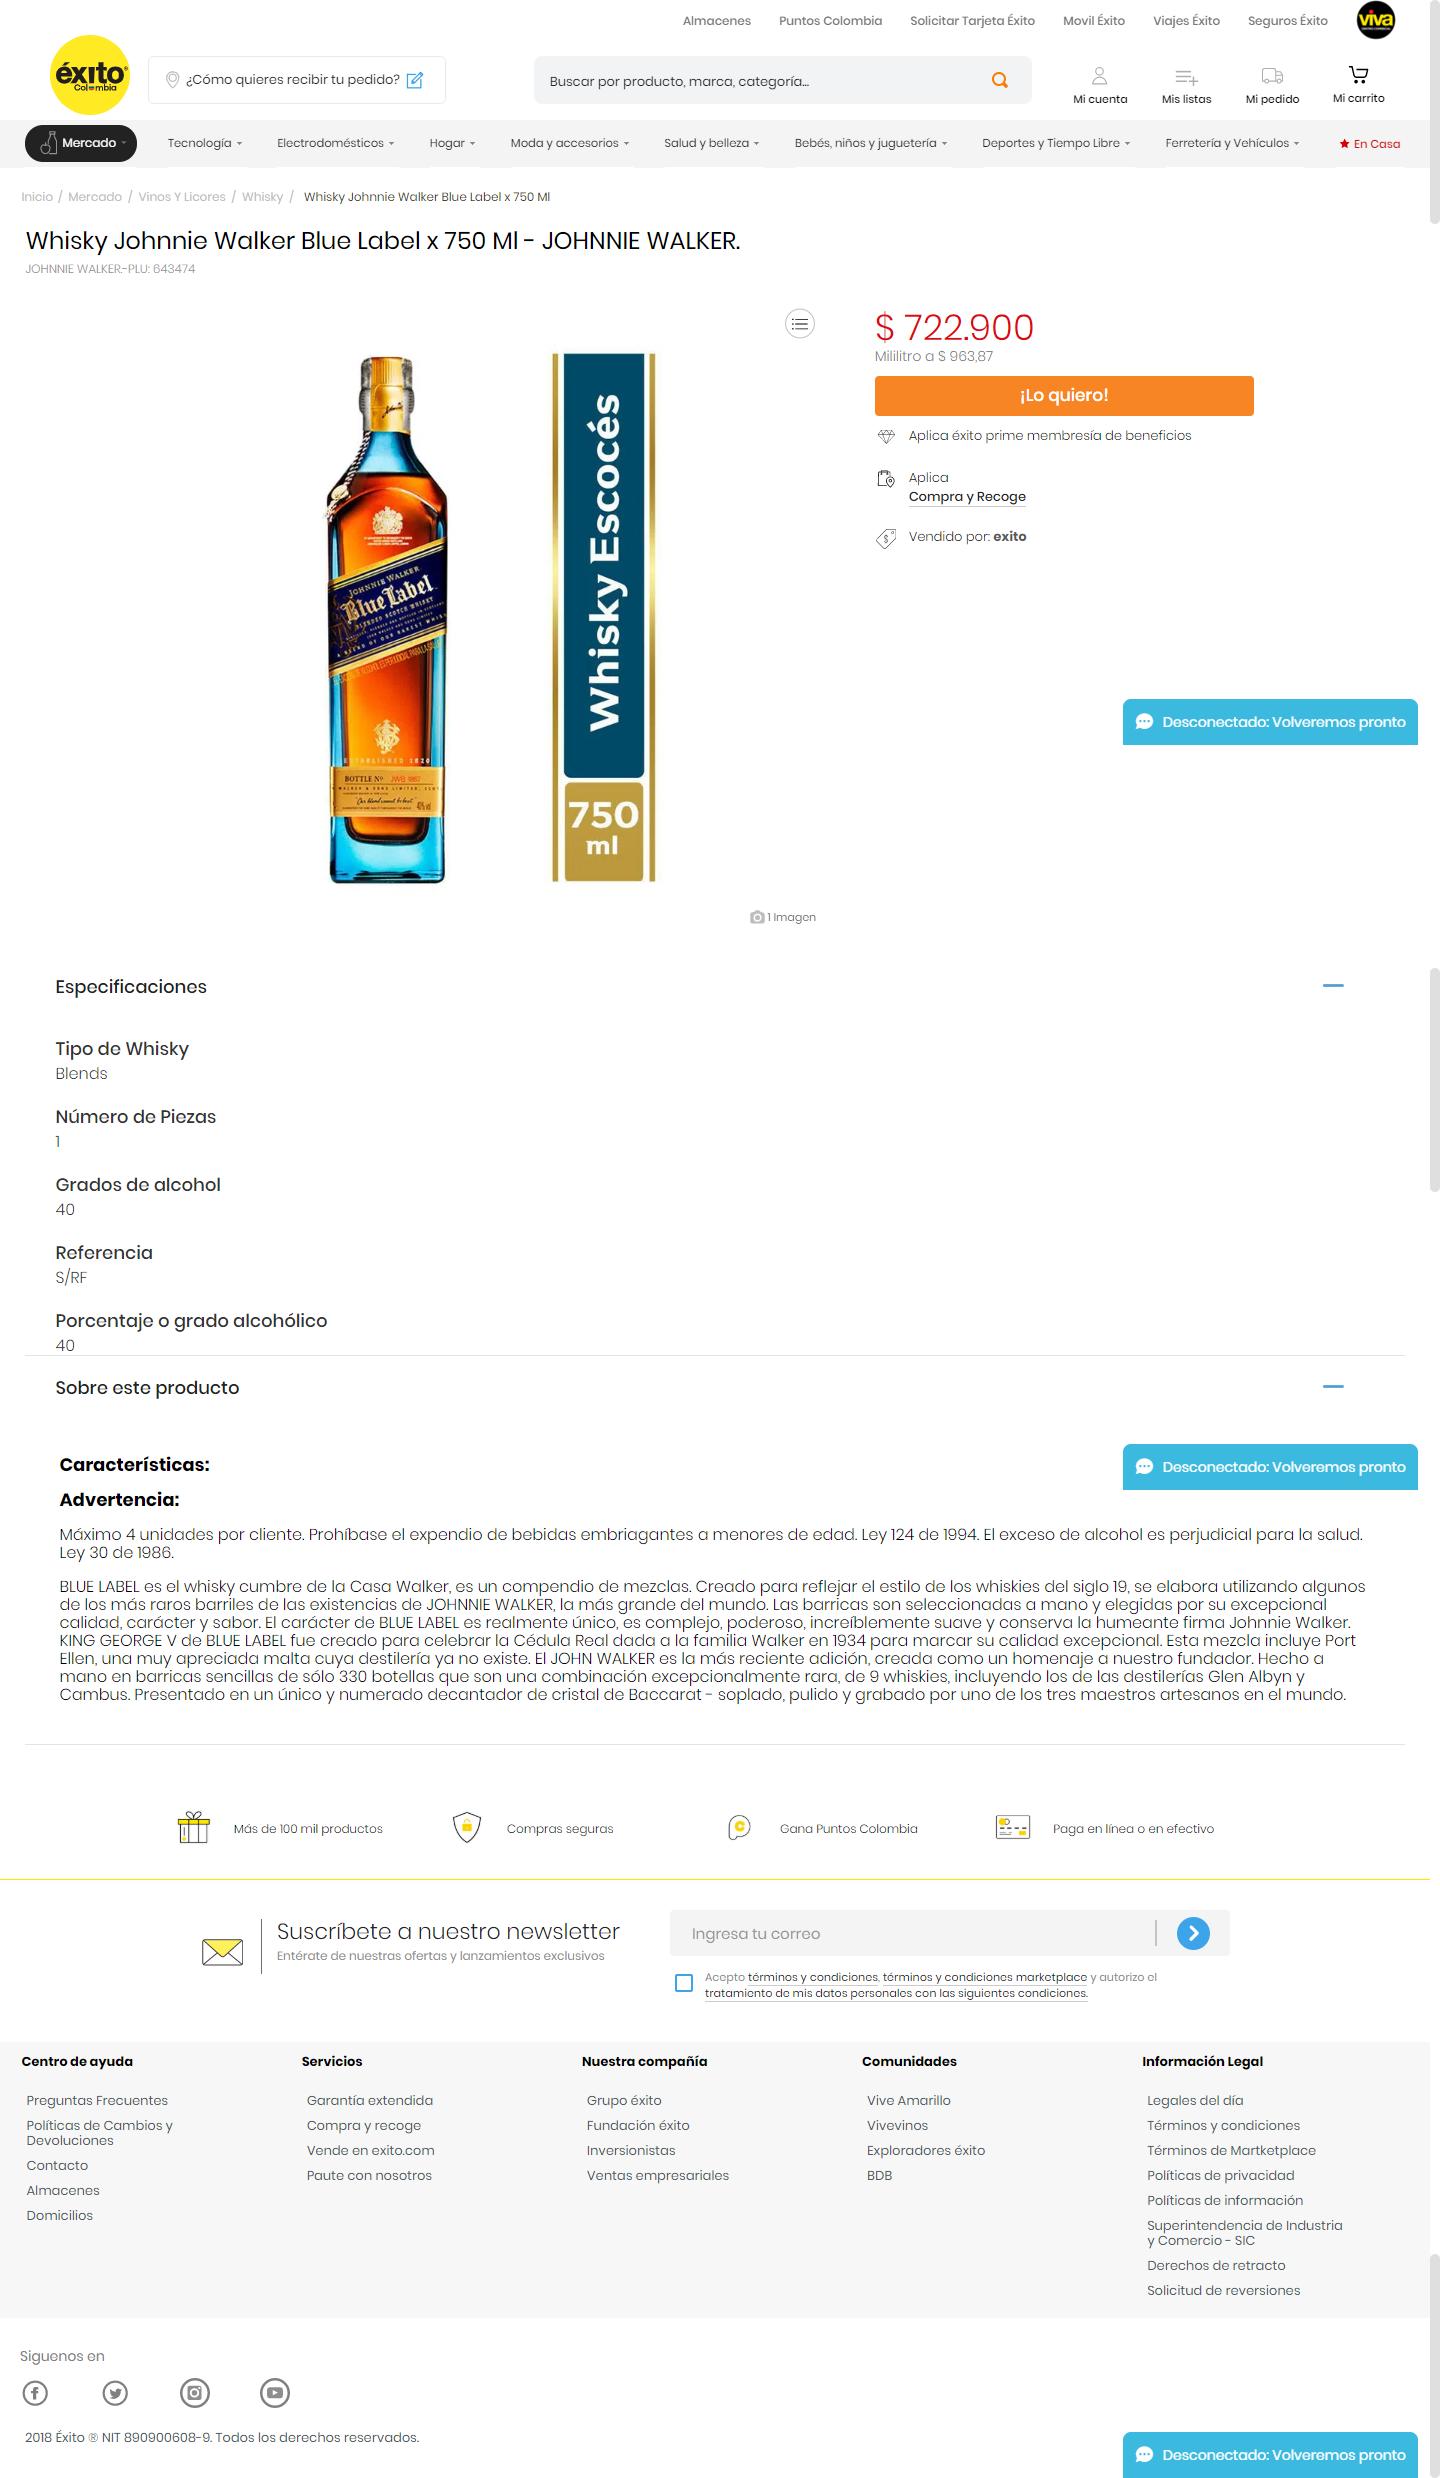 Almacenes Puntos Colombia Solicitar Tarjeta Éxito Movil Éxito Viajes Éxito Seguros Éxito viva
éxito
Colombia
¿Cómo quieres recibir tu pedido?
Buscar por producto, marca, categoría...
Mi cuenta Mis listas Mi pedido Mi carrito
Mercado Tecnología Electrodomésticos Hogar Moda y accesorios Salud y belleza Bebés, niños y juguetería Deportes y Tiempo Libre Ferretería y Vehículos En Casa
Inicio / Mercado / Vinos Y Licores / Whisky / Whisky Johnnie Walker Blue Label x 750 Ml
Whisky Johnnie Walker Blue Label x 750 Ml - JOHNNIE WALKER.
JOHNNIE WALKER.-PLU: 643474
$ 722.900
Mililitro a $ 963,87
¡Lo quiero!
Aplica éxito prime membresía de beneficios
Aplica
Compra y Recoge
Vendido por: exito
JOHNNIE WALKER
Blue Label
BLENDED SCOTCH WHISKY
A BLEND OF OUR RAREST WHISKIES
ESTABLISHED 1820
BOTTLE Nº
Whisky Escocés
750
ml
Desconectado: Volveremos pronto
1 Imagen
Especificaciones
Tipo de Whisky
Blends
Número de Piezas
1
Grados de alcohol
40
Referencia
S/RF
Porcentaje o grado alcohólico
40
Sobre este producto
Características:
Desconectado: Volveremos pronto
Advertencia:
Máximo 4 unidades por cliente. Prohíbase el expendio de bebidas embriagantes a menores de edad. Ley 124 de 1994. El exceso de alcohol es perjudicial para la salud.
Ley 30 de 1986.
BLUE LABEL es el whisky cumbre de la Casa Walker, es un compendio de mezclas. Creado para reflejar el estilo de los whiskies del siglo 19, se elabora utilizando algunos
de los más raros barriles de las existencias de JOHNNIE WALKER, la más grande del mundo. Las barricas son seleccionadas a mano y elegidas por su excepcional
calidad, carácter y sabor. El carácter de BLUE LABEL es realmente único, es complejo, poderoso, increíblemente suave y conserva la humeante firma Johnnie Walker.
KING GEORGE V de BLUE LABEL fue creado para celebrar la Cédula Real dada a la familia Walker en 1934 para marcar su calidad excepcional. Esta mezcla incluye Port
Ellen, una muy apreciada malta cuya destilería ya no existe. El JOHN WALKER es la más reciente adición, creada como un homenaje a nuestro fundador. Hecho a
mano en barricas sencillas de sólo 330 botellas que son una combinación excepcionalmente rara, de 9 whiskies, incluyendo los de las destilerías Glen Albyn y
Cambus. Presentado en un único y numerado decantador de cristal de Baccarat - soplado, pulido y grabado por uno de los tres maestros artesanos en el mundo.
Más de 100 mil productos Compras seguras Gana Puntos Colombia Paga en línea o en efectivo
Suscríbete a nuestro newsletter
Entérate de nuestras ofertas y lanzamientos exclusivos
Ingresa tu correo
Acepto términos y condiciones, términos y condiciones marketplace y autorizo el
tratamiento de mis datos personales con las siguientes condiciones.
Centro de ayuda
Preguntas Frecuentes
Políticas de Cambios y
Devoluciones
Contacto
Almacenes
Domicilios
Servicios
Garantía extendida
Compra y recoge
Vende en exito.com
Paute con nosotros
Nuestra compañía
Grupo éxito
Fundación éxito
Inversionistas
Ventas empresariales
Comunidades
Vive Amarillo
Vivevinos
Exploradores éxito
BDB
Información Legal
Legales del día
Términos y condiciones
Términos de Martketplace
Políticas de privacidad
Políticas de información
Superintendencia de Industria
y Comercio - SIC
Derechos de retracto
Solicitud de reversiones
Siguenos en
2018 Éxito ® NIT 890900608-9. Todos los derechos reservados.
Desconectado: Volveremos pronto